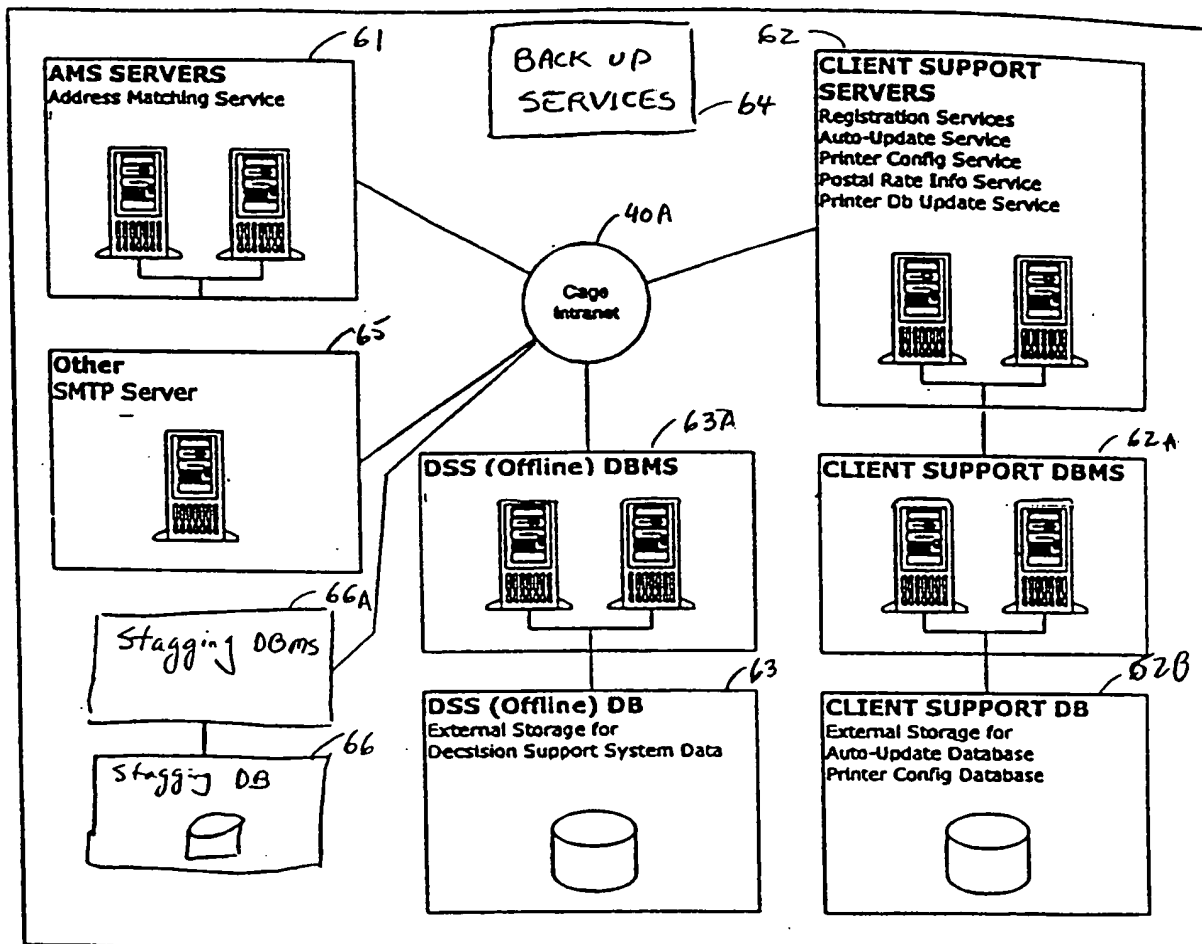 61
AMS SERVERS
Address Matching Service
BACK UP
SERVICES
64
62
CLIENT SUPPORT
SERVERS
Registration Services
Auto-Update Service
Printer Config Service
Postal Rate Info Service
Printer Db Update Service
40A
Cage
Intranet
65
Other
SMTP Server
63A
DSS (Offline) DBMS
62A
CLIENT SUPPORT DBMS
66A
Stagging DBms
66
Stagging DB
63
DSS (Offline) DB
External Storage for
Decsision Support System Data
62B
CLIENT SUPPORT DB
External Storage for
Auto-Update Database
Printer Config Database